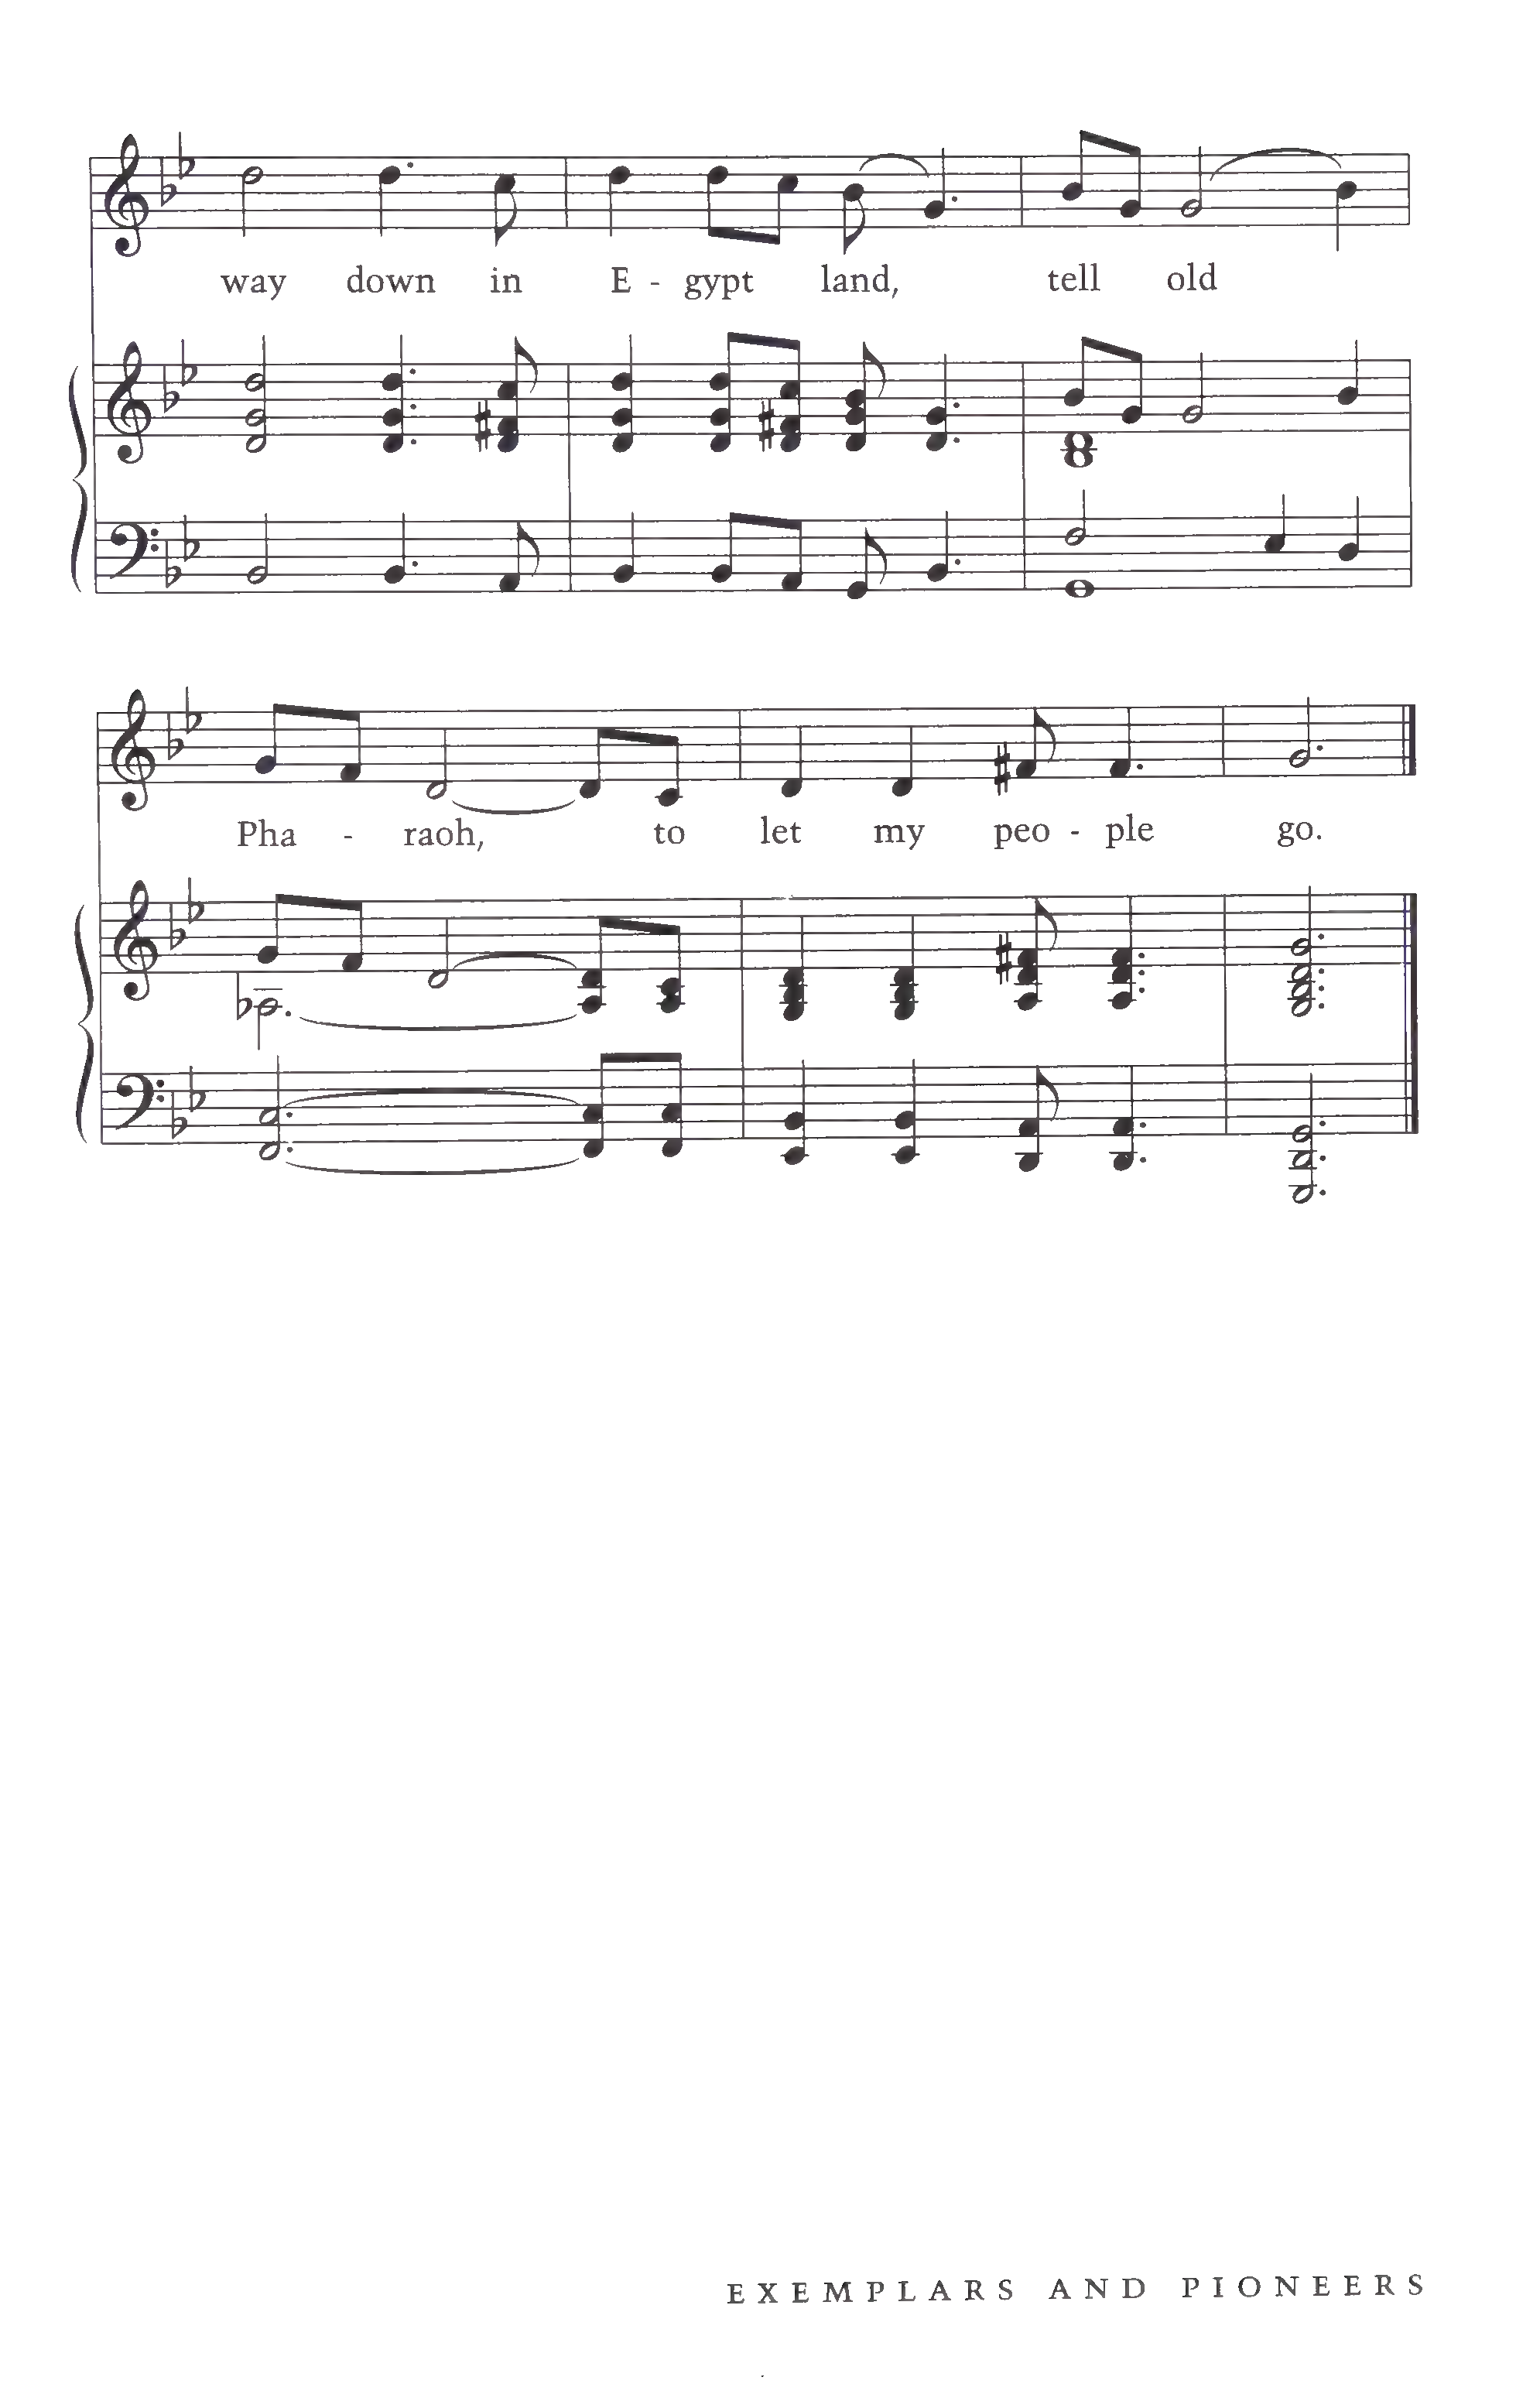 way down in E - gypt land, tell old
Pha - raoh, to let my peo - ple go.
EXEMPLARS AND PIONEERS